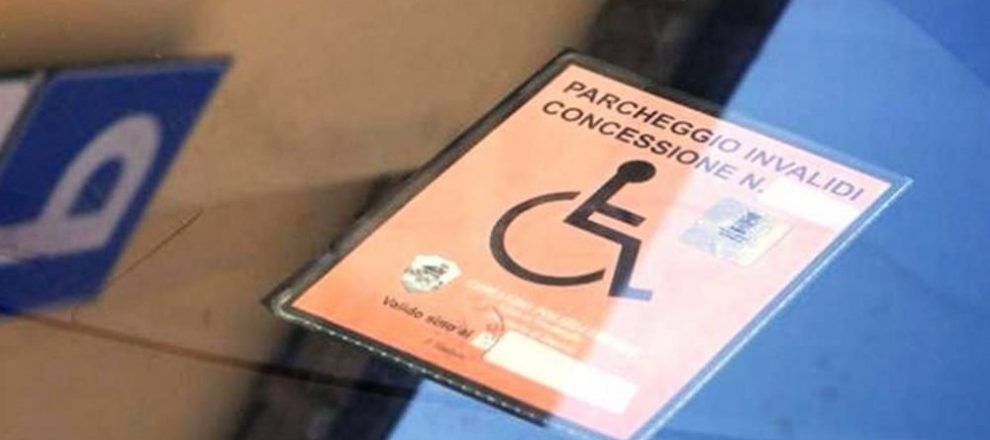 PARCHEGGIO INVALIDI
CONCESSIONE N.
Valido sino al
P